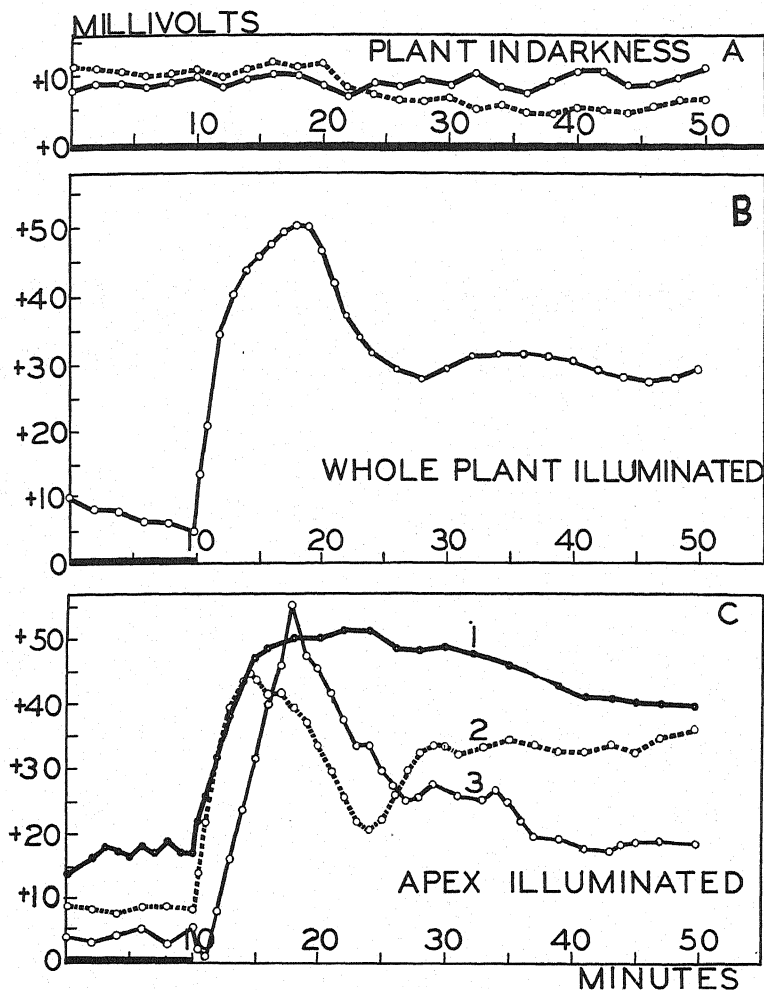 MILLIVOLTS
PLANT IN DARKNESS A
+10
+0
10 20 30 40 50
B
+50
+40
+30
+20
WHOLE PLANT ILLUMINATED
+10
10 20 30 40 50
0
C
1
+50
+40
2
+30
3
+20
APEX ILLUMINATED
+10
10 20 30 40 50
0
MINUTES